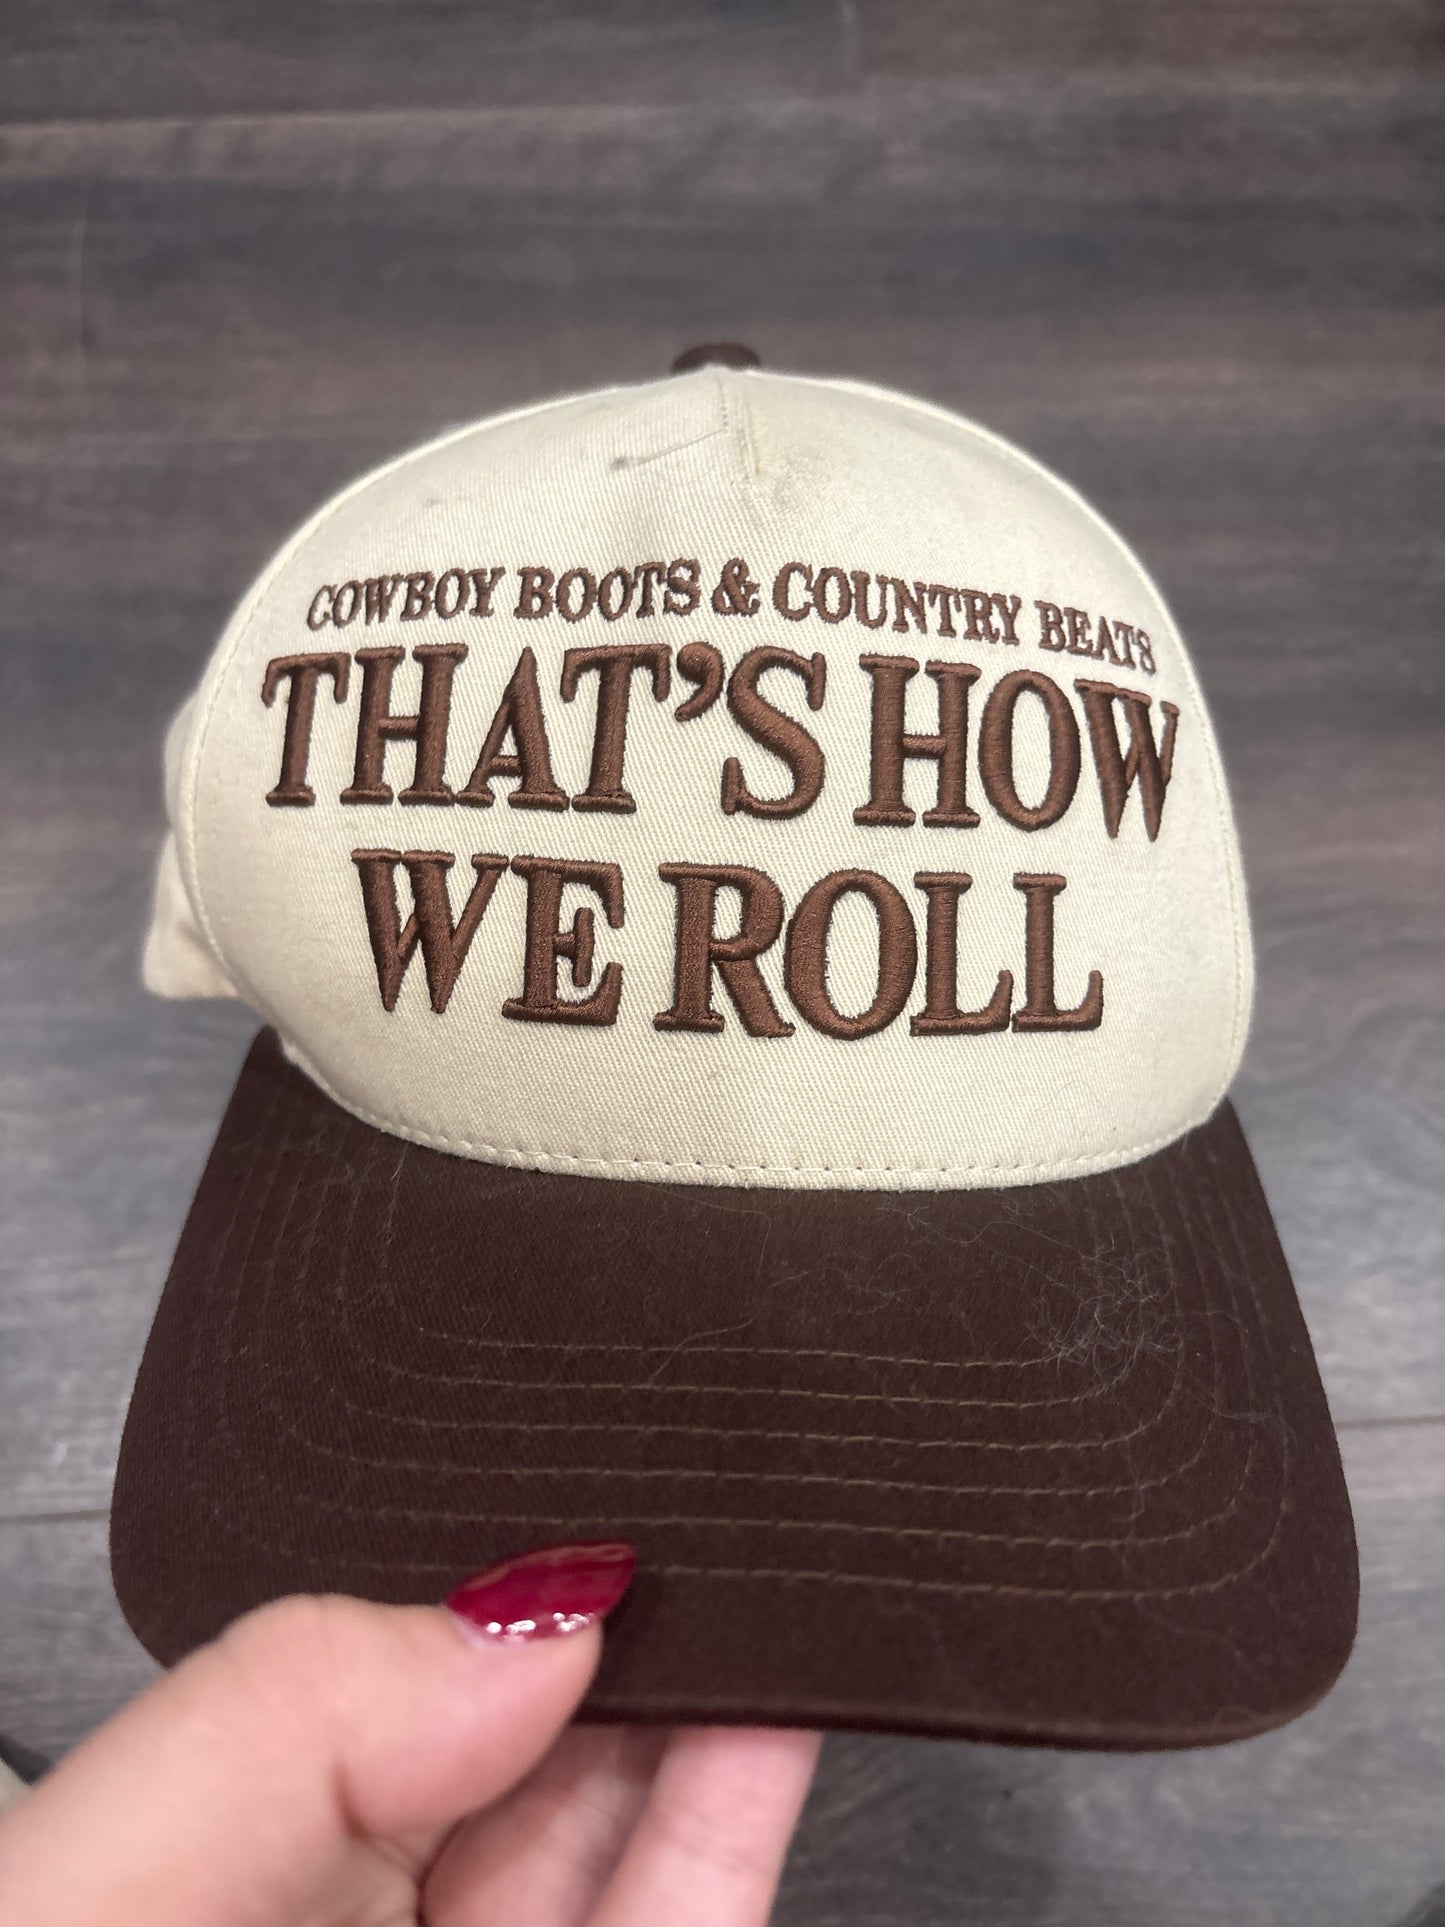 COWBOY BOOTS & COUNTRY BEATS
THAT'S HOW
WE ROLL